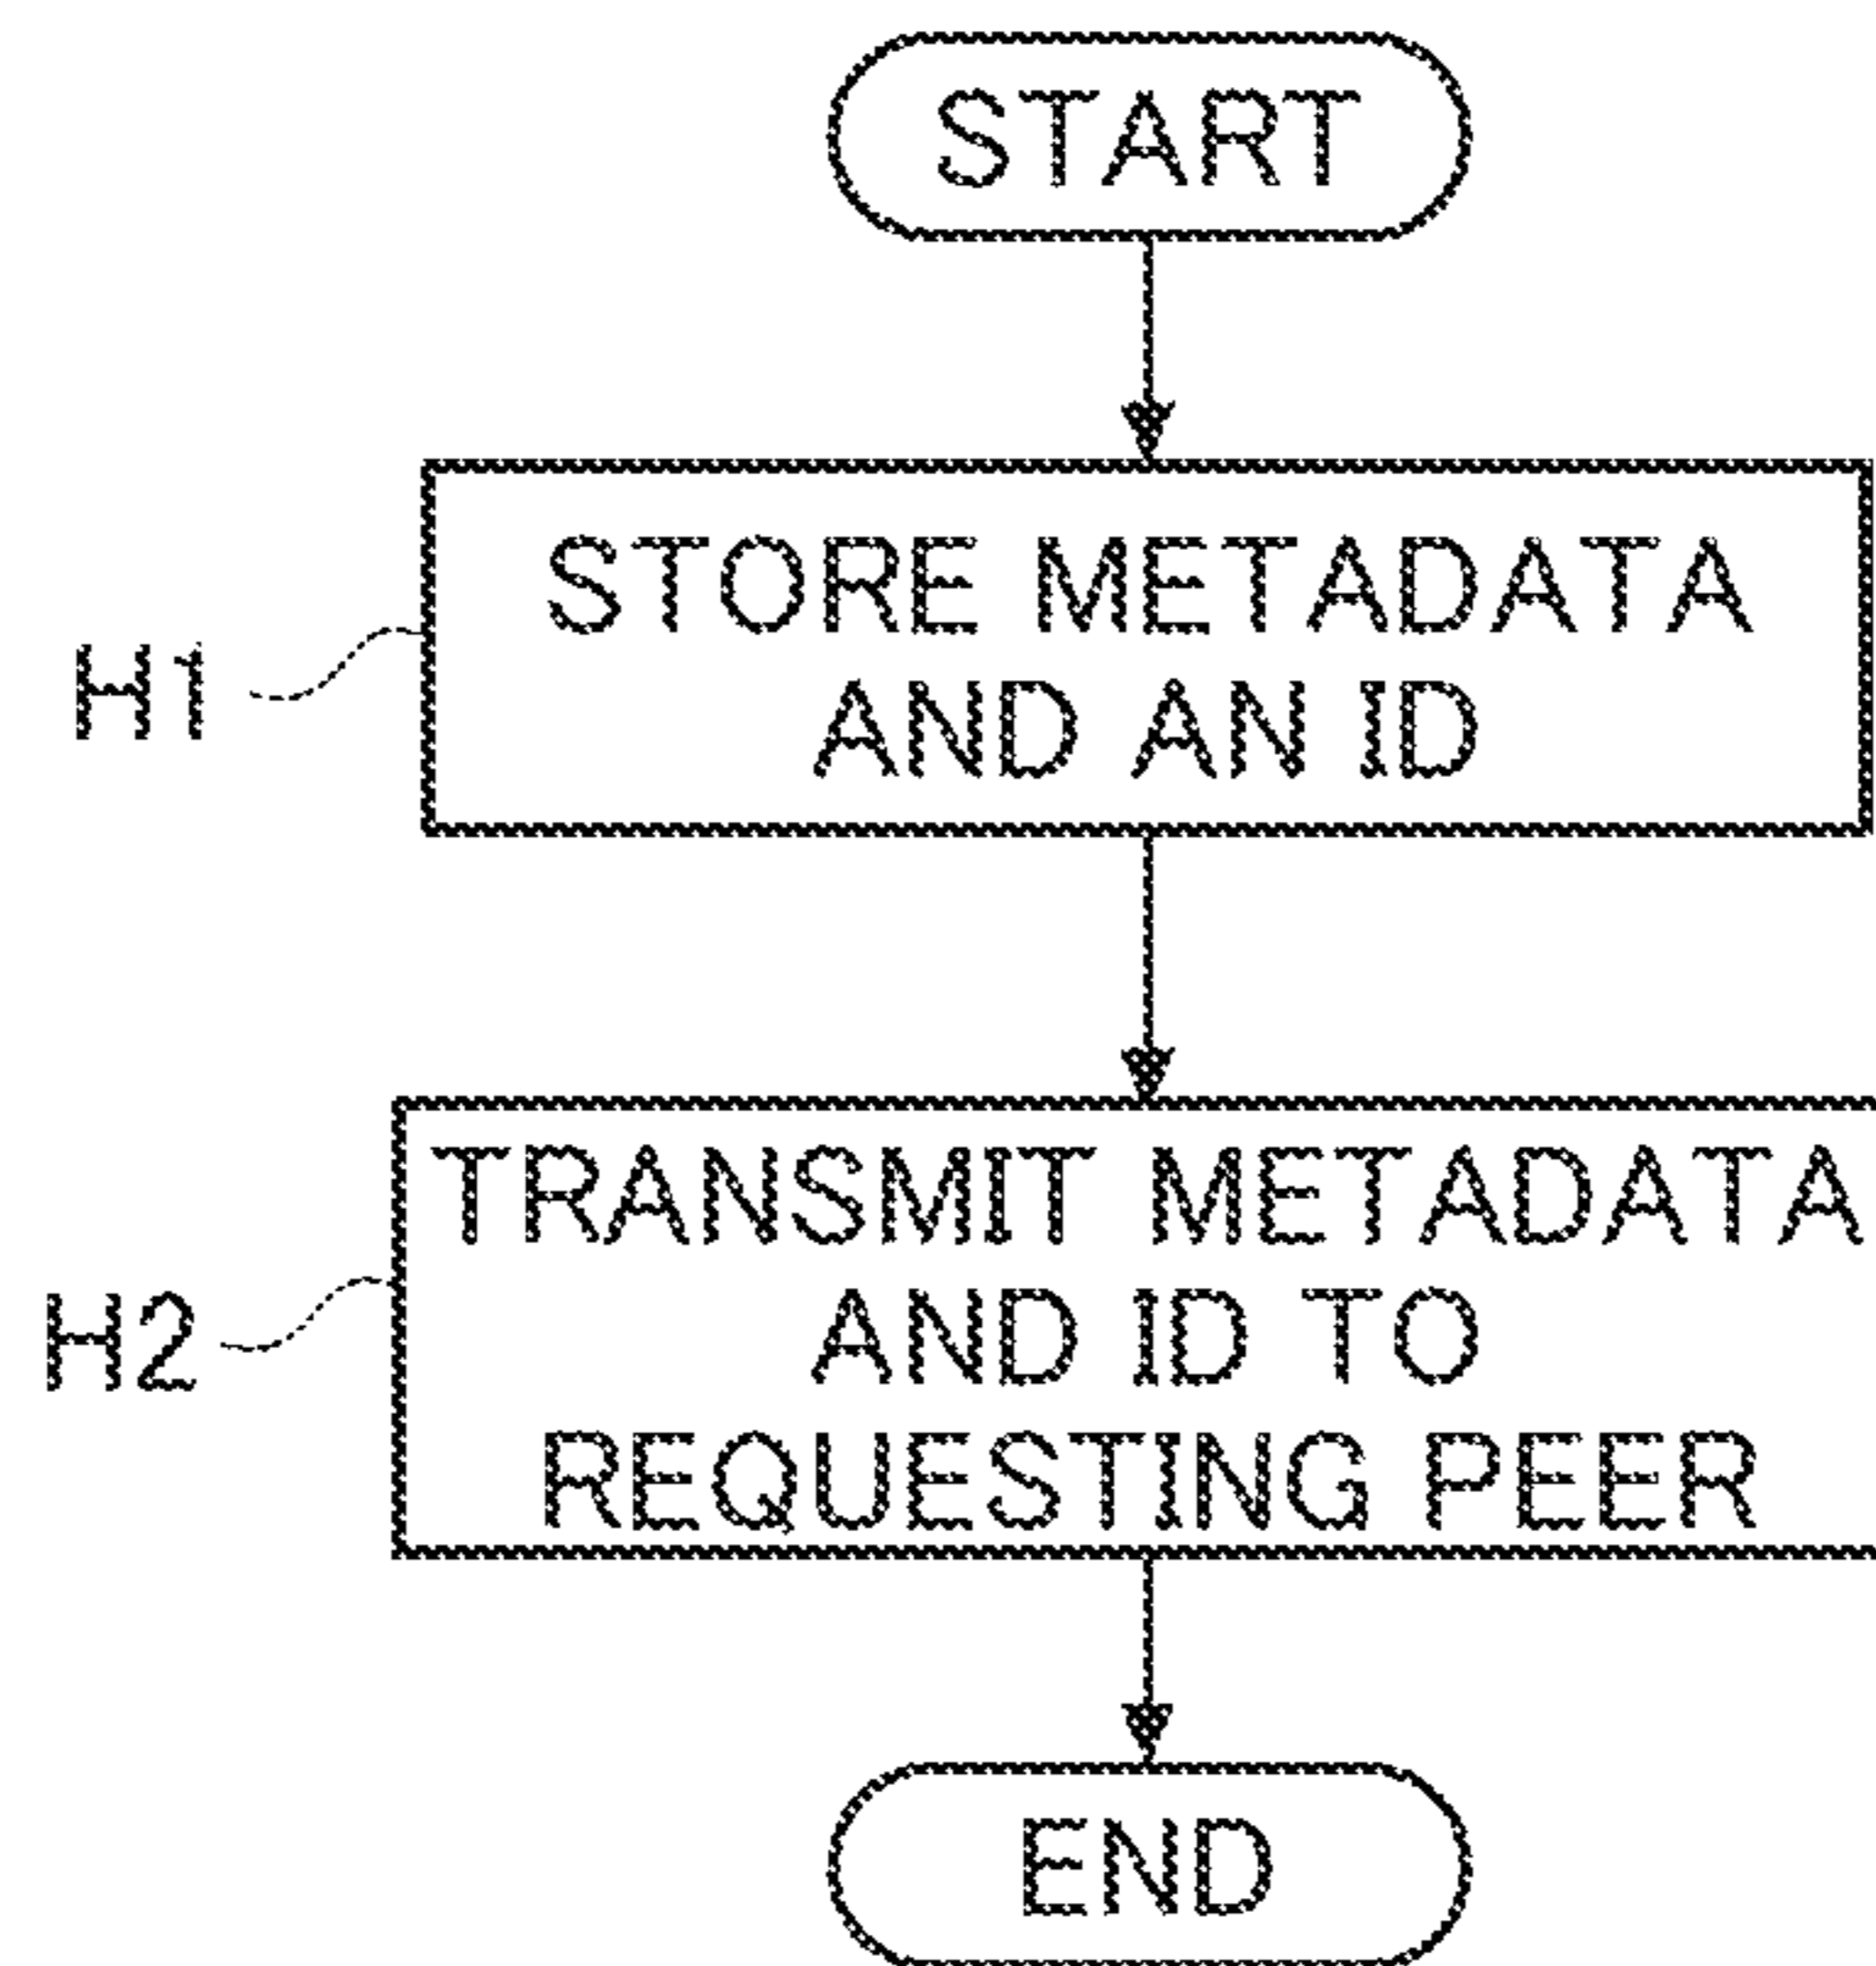 START
STORE METADATA
AND AN ID
H1
TRANSMIT METADATA
AND ID TO
REQUESTING PEER
H2
END